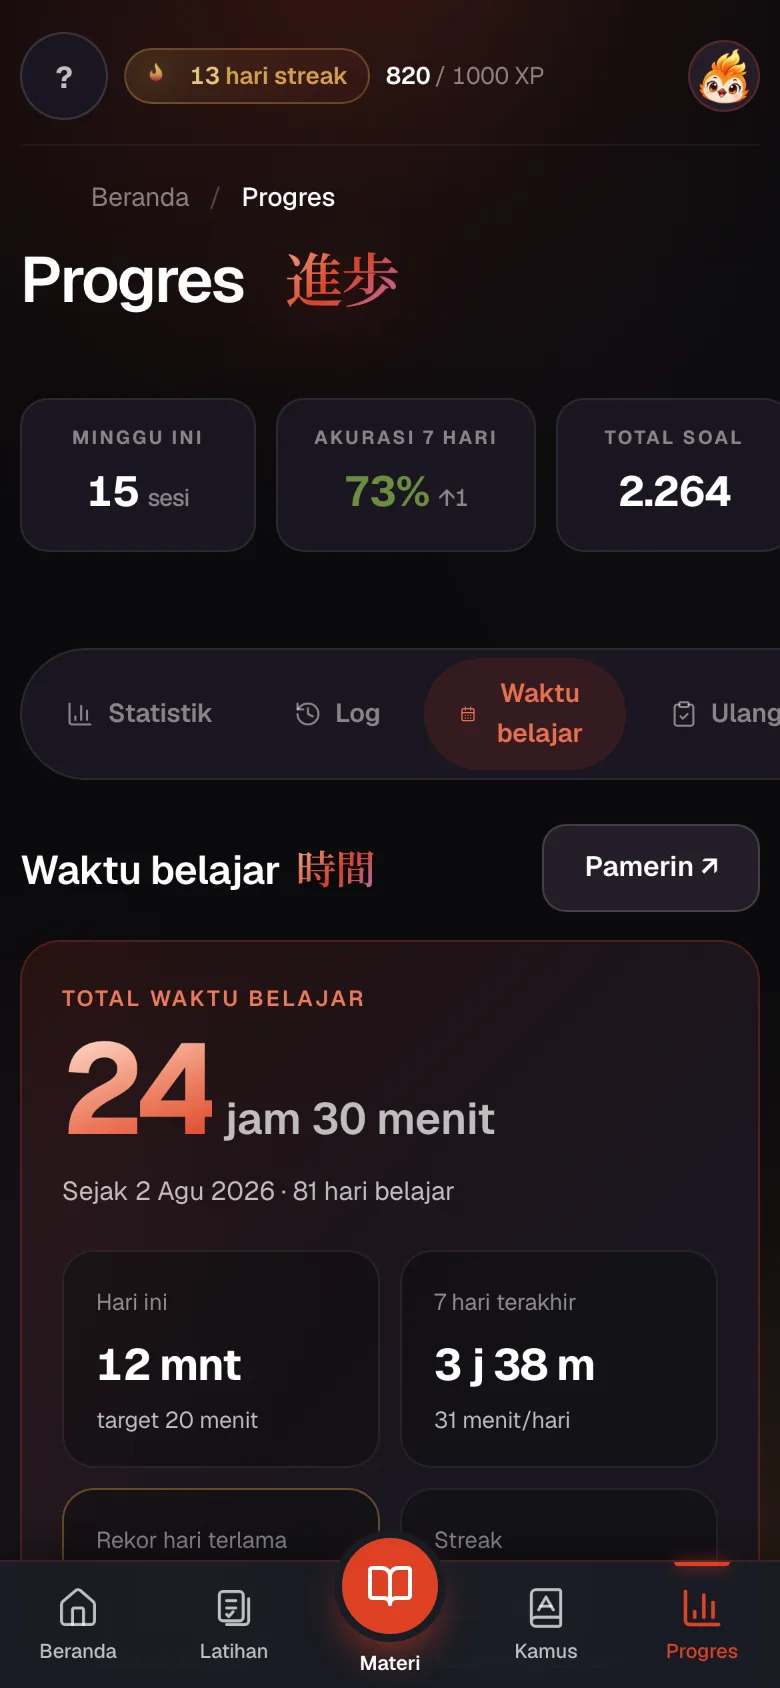 ?
13 hari streak
820 / 1000 XP
Beranda / Progres
Progres 進歩
MINGGU INI
15 sesi
AKURASI 7 HARI
73% ↑1
TOTAL SOAL
2.264
Statistik
Log
Waktu
belajar
Ulang
Waktu belajar 時間
Pamerin ↗
TOTAL WAKTU BELAJAR
24 jam 30 menit
Sejak 2 Agu 2026 · 81 hari belajar
Hari ini
12 mnt
target 20 menit
7 hari terakhir
3 j 38 m
31 menit/hari
Rekor hari terlama
Streak
Beranda
Latihan
Materi
Kamus
Progres